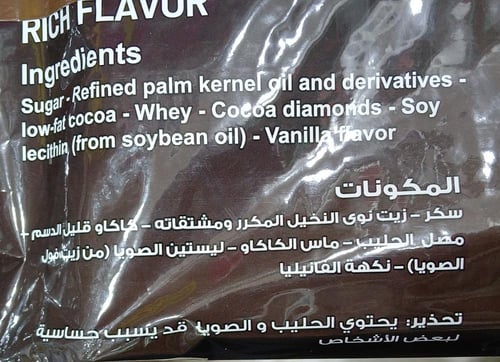 RICH FLAVOR
Ingredients
Sugar - Refined palm kernel oil and derivatives -
low-fat cocoa - Whey - Cocoa diamonds - Soy
lecithin (from soybean oil) - Vanilla flavor
المكونات
سكر - زيت نوى النخيل المكرر ومشتقاته - كاكاو قليل الدسم -
مصل الحليب - ماس الكاكاو - ليستين الصويا (من زيت فول
الصويا) - نكهة الفانيليا
تحذير: يحتوي الحليب و الصويا قد يسبب حساسية
لبعض الأشخاص